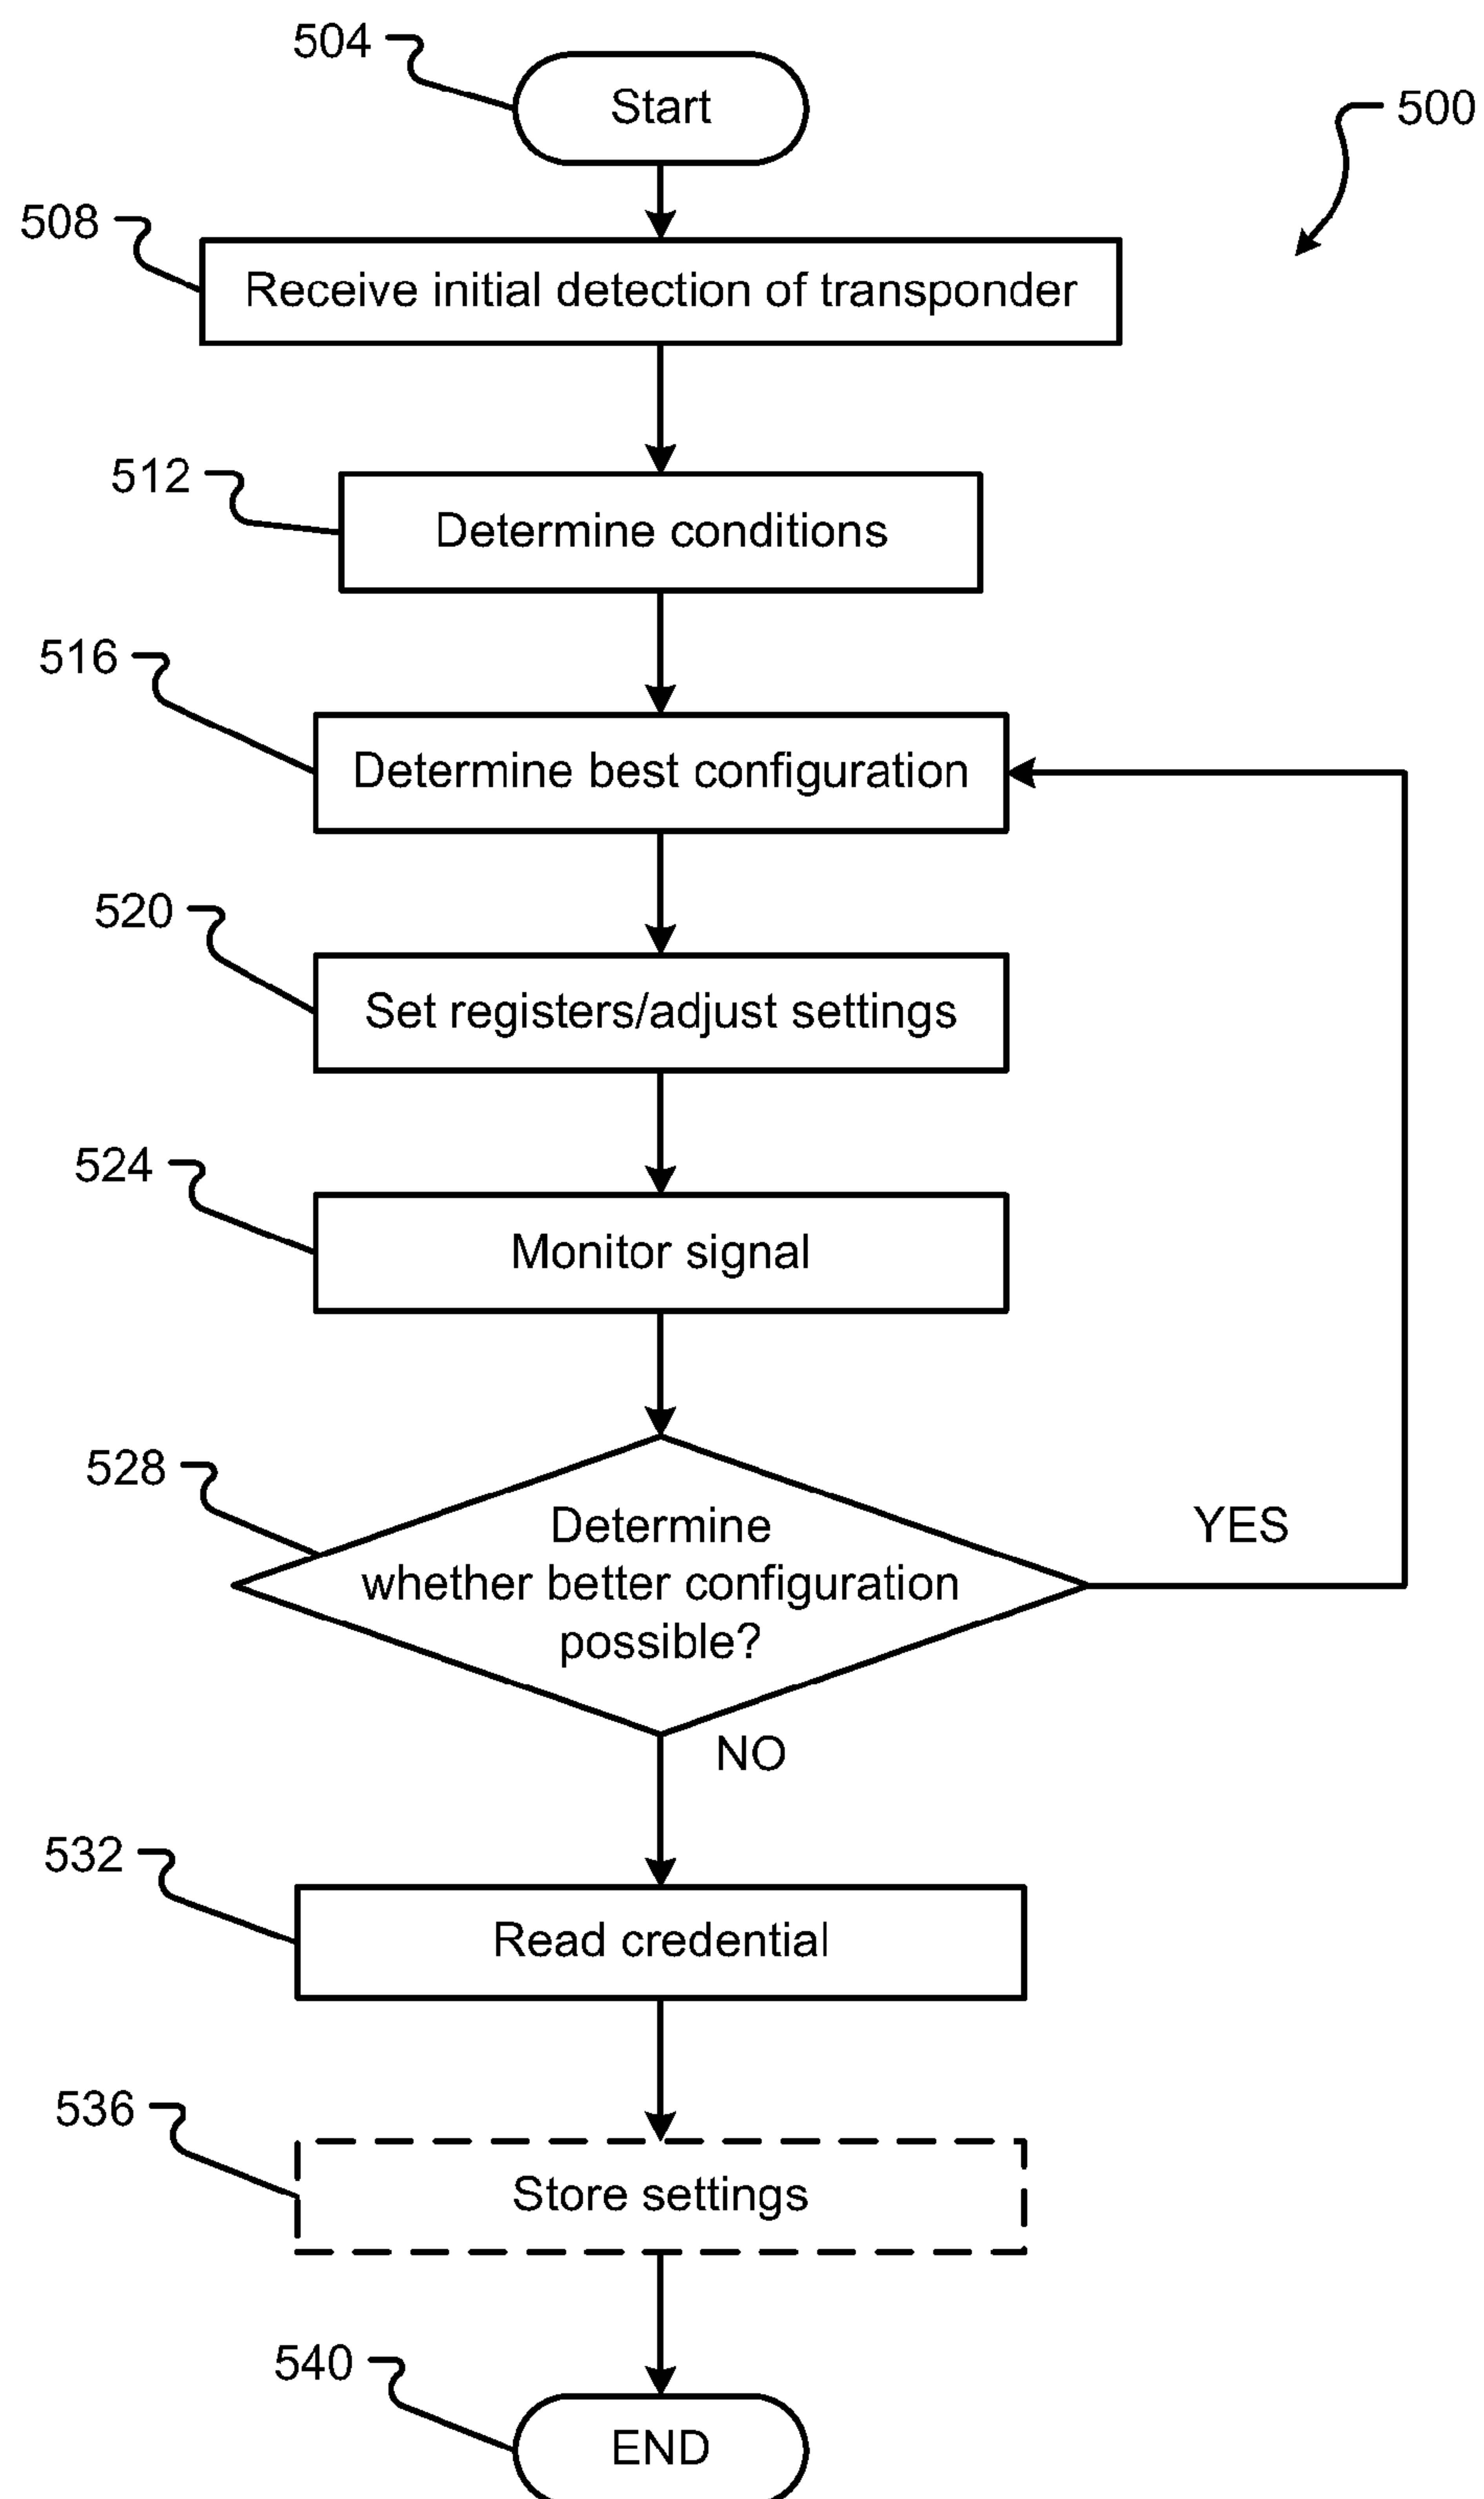 504
Start
500
508
Receive initial detection of transponder
512
Determine conditions
516
Determine best configuration
520
Set registers/adjust settings
524
Monitor signal
528
Determine
whether better configuration
possible?
YES
NO
532
Read credential
536
Store settings
540
END